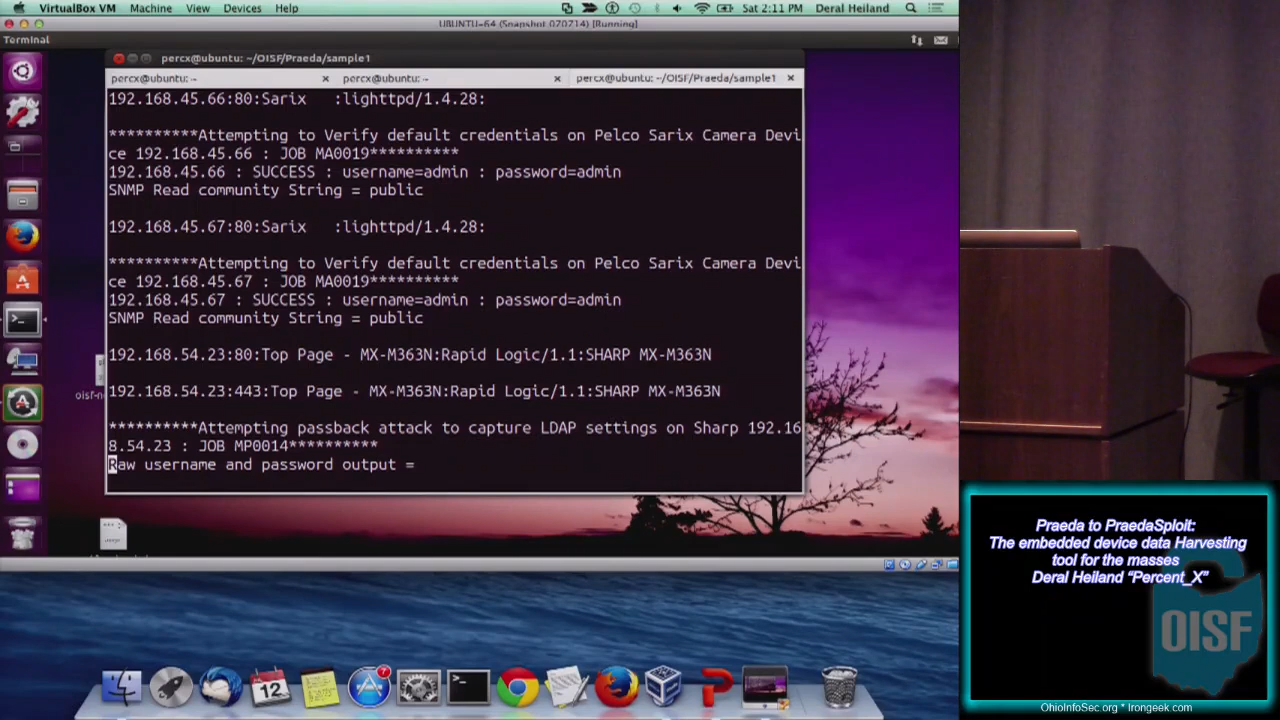 VirtualBox VM Machine View Devices Help
Sat 2:11 PM Deral Heiland
UBUNTU-64 (Snapshot 070714) [Running]
Terminal
percx@ubuntu: ~/OISF/Praeda/sample1
percx@ubuntu: ~ × percx@ubuntu: ~ × percx@ubuntu: ~/OISF/Praeda/sample1 ×
192.168.45.66:80:Sarix :lighttpd/1.4.28:
**********Attempting to Verify default credentials on Pelco Sarix Camera Devi
ce 192.168.45.66 : JOB MA0019**********
192.168.45.66 : SUCCESS : username=admin : password=admin
SNMP Read community String = public
192.168.45.67:80:Sarix :lighttpd/1.4.28:
**********Attempting to Verify default credentials on Pelco Sarix Camera Devi
ce 192.168.45.67 : JOB MA0019**********
192.168.45.67 : SUCCESS : username=admin : password=admin
SNMP Read community String = public
192.168.54.23:80:Top Page - MX-M363N:Rapid Logic/1.1:SHARP MX-M363N
192.168.54.23:443:Top Page - MX-M363N:Rapid Logic/1.1:SHARP MX-M363N
**********Attempting passback attack to capture LDAP settings on Sharp 192.16
8.54.23 : JOB MP0014**********
Raw username and password output =
12
7
Praeda to PraedaSploit:
The embedded device data Harvesting
tool for the masses
Deral Heiland "Percent_X"
OISF
OhioInfoSec.org * Irongeek.com